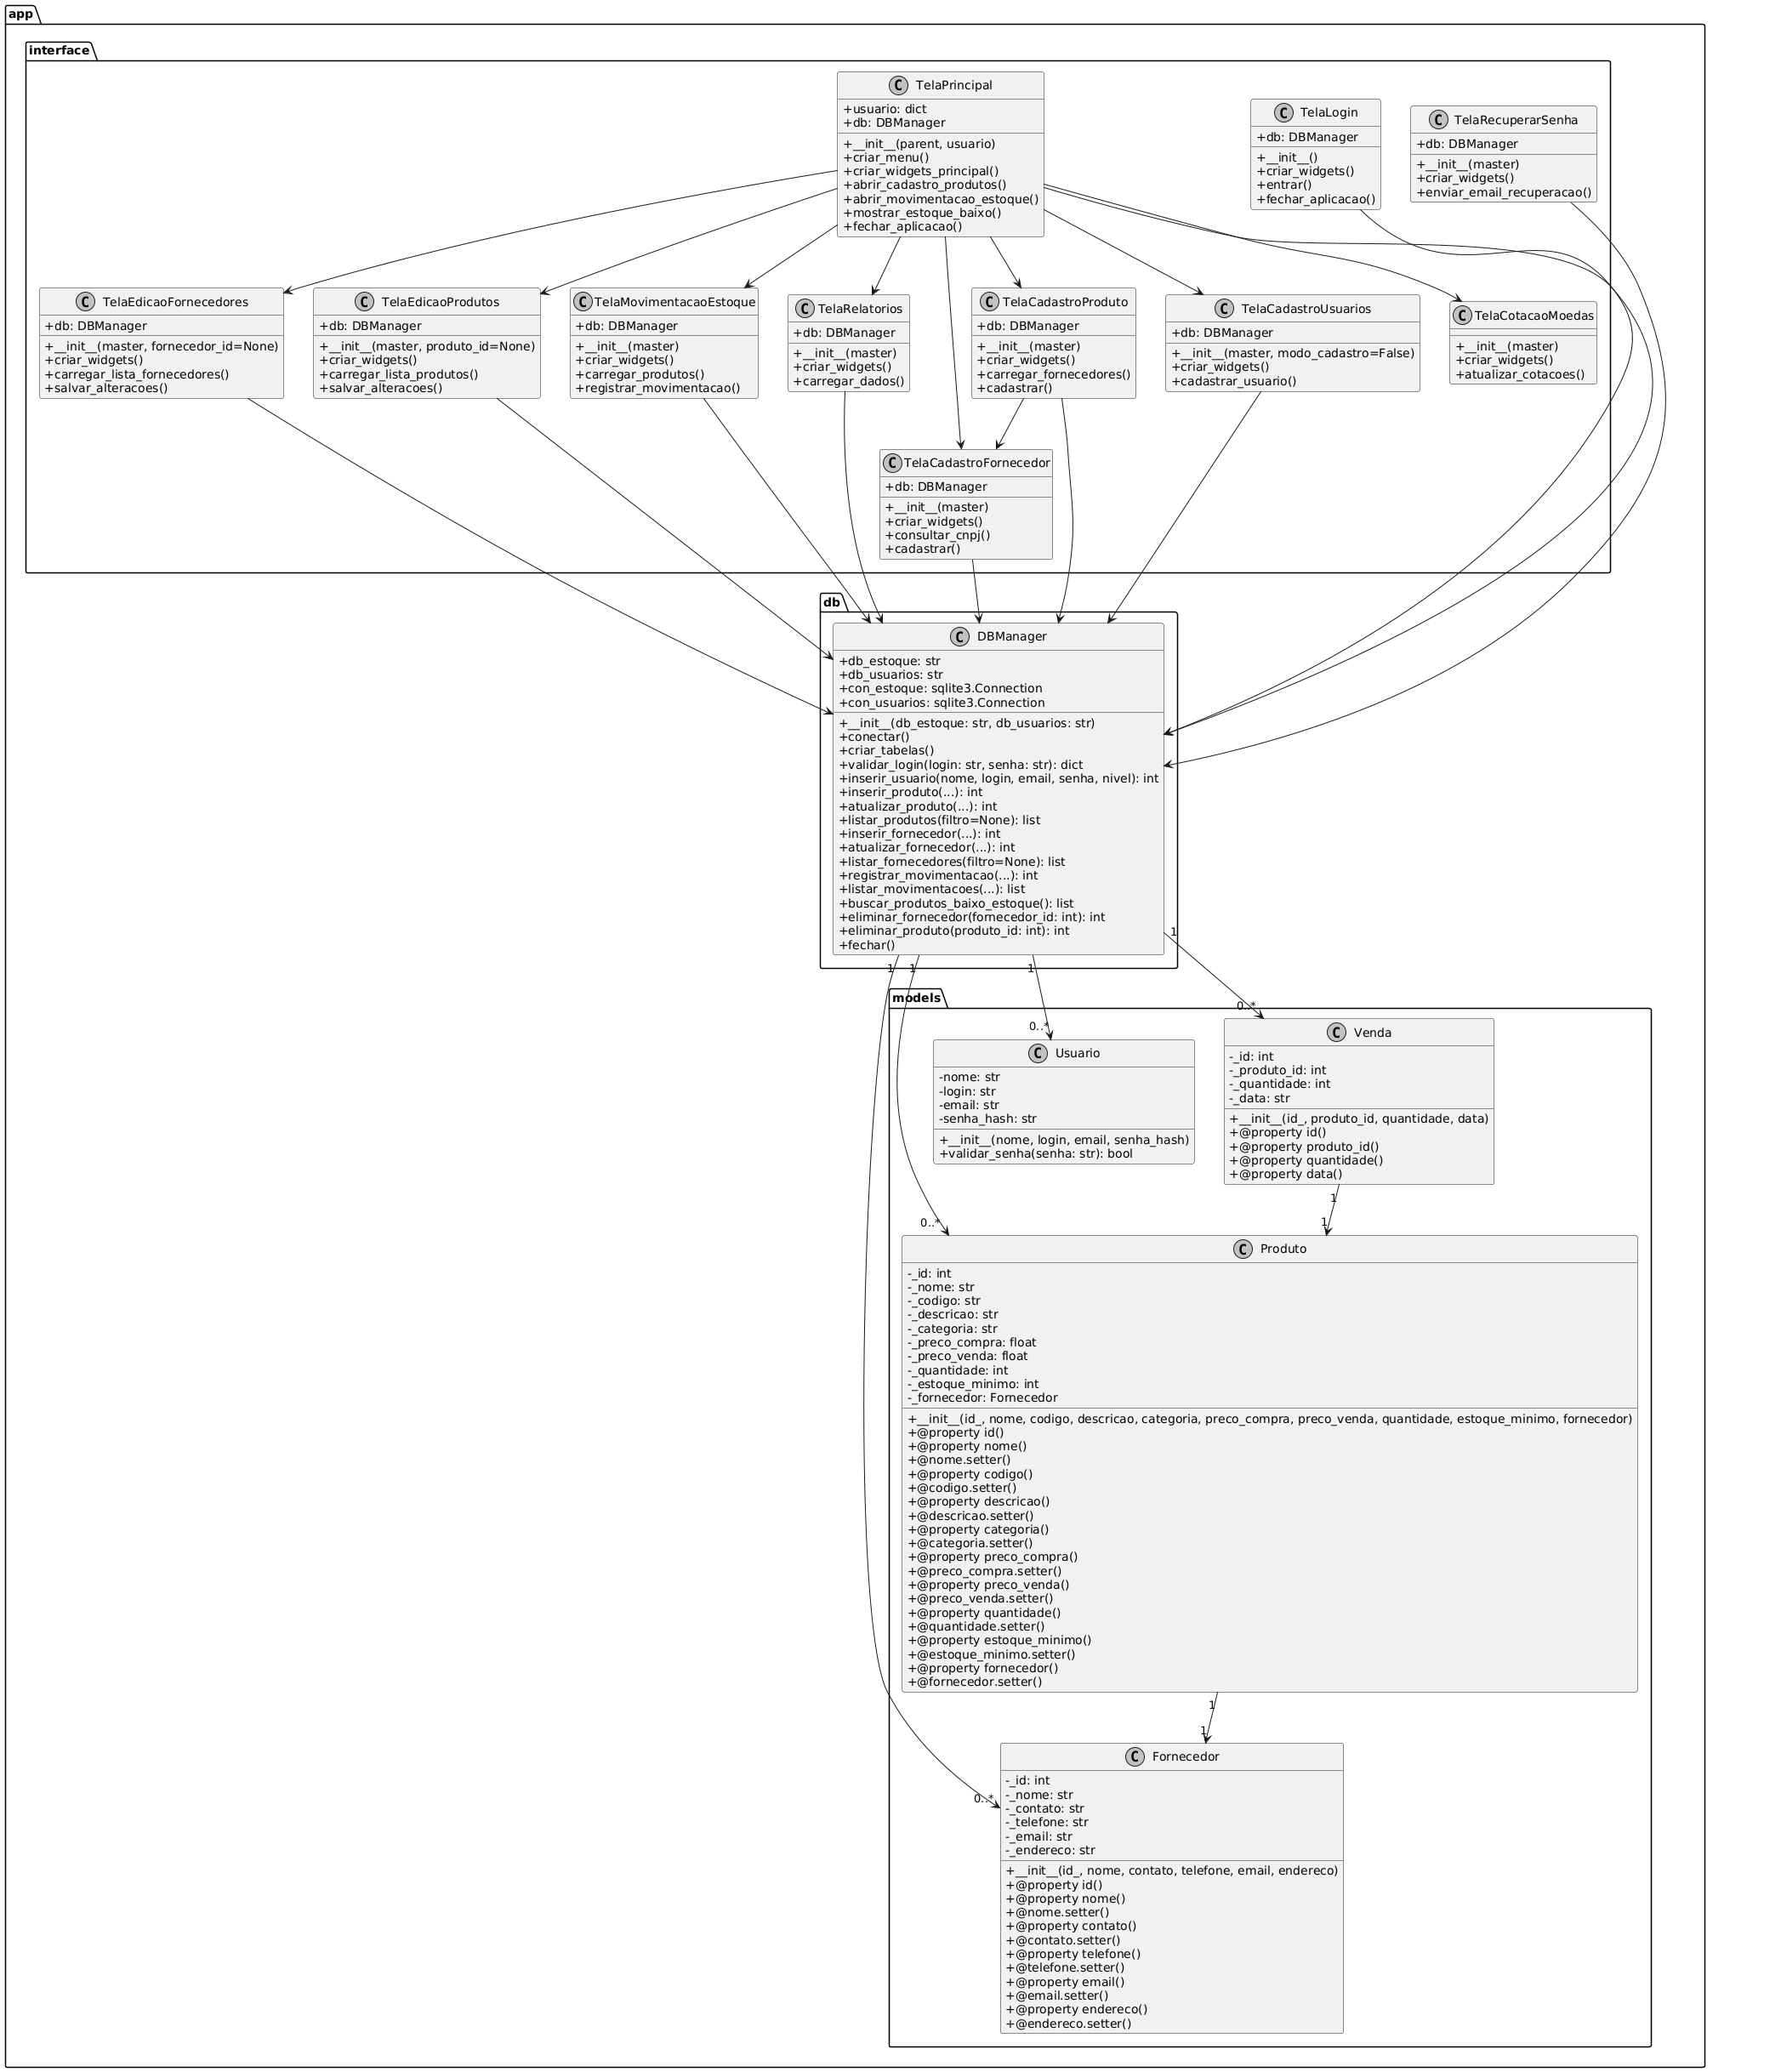 app
interface
C TelaPrincipal
+usuario: dict
+db: DBManager
+__init__(parent, usuario)
+criar_menu()
+criar_widgets_principal()
+abrir_cadastro_produtos()
+abrir_movimentacao_estoque()
+mostrar_estoque_baixo()
+fechar_aplicacao()
C TelaLogin
+db: DBManager
+__init__()
+criar_widgets()
+entrar()
+fechar_aplicacao()
C TelaRecuperarSenha
+db: DBManager
+__init__(master)
+criar_widgets()
+enviar_email_recuperacao()
C TelaEdicaoFornecedores
+db: DBManager
+__init__(master, fornecedor_id=None)
+criar_widgets()
+carregar_lista_fornecedores()
+salvar_alteracoes()
C TelaEdicaoProdutos
+db: DBManager
+__init__(master, produto_id=None)
+criar_widgets()
+carregar_lista_produtos()
+salvar_alteracoes()
C TelaMovimentacaoEstoque
+db: DBManager
+__init__(master)
+criar_widgets()
+carregar_produtos()
+registrar_movimentacao()
C TelaRelatorios
+db: DBManager
+__init__(master)
+criar_widgets()
+carregar_dados()
C TelaCadastroProduto
+db: DBManager
+__init__(master)
+criar_widgets()
+carregar_fornecedores()
+cadastrar()
C TelaCadastroUsuarios
+db: DBManager
+__init__(master, modo_cadastro=False)
+criar_widgets()
+cadastrar_usuario()
C TelaCotacaoMoedas
+__init__(master)
+criar_widgets()
+atualizar_cotacoes()
C TelaCadastroFornecedor
+db: DBManager
+__init__(master)
+criar_widgets()
+consultar_cnpj()
+cadastrar()
db
C DBManager
+db_estoque: str
+db_usuarios: str
+con_estoque: sqlite3.Connection
+con_usuarios: sqlite3.Connection
+__init__(db_estoque: str, db_usuarios: str)
+conectar()
+criar_tabelas()
+validar_login(login: str, senha: str): dict
+inserir_usuario(nome, login, email, senha, nivel): int
+inserir_produto(...): int
+atualizar_produto(...): int
+listar_produtos(filtro=None): list
+inserir_fornecedor(...): int
+atualizar_fornecedor(...): int
+listar_fornecedores(filtro=None): list
+registrar_movimentacao(...): int
+listar_movimentacoes(...): list
+buscar_produtos_baixo_estoque(): list
+eliminar_fornecedor(fornecedor_id: int): int
+eliminar_produto(produto_id: int): int
+fechar()
1
1
1
1
models
0..*
0..*
C Usuario
-nome: str
-login: str
-email: str
-senha_hash: str
+__init__(nome, login, email, senha_hash)
+validar_senha(senha: str): bool
C Venda
-_id: int
-_produto_id: int
-_quantidade: int
-_data: str
+__init__(id_, produto_id, quantidade, data)
+@property id()
+@property produto_id()
+@property quantidade()
+@property data()
1
0..*
1
C Produto
-_id: int
-_nome: str
-_codigo: str
-_descricao: str
-_categoria: str
-_preco_compra: float
-_preco_venda: float
-_quantidade: int
-_estoque_minimo: int
-_fornecedor: Fornecedor
+__init__(id_, nome, codigo, descricao, categoria, preco_compra, preco_venda, quantidade, estoque_minimo, fornecedor)
+@property id()
+@property nome()
+@nome.setter()
+@property codigo()
+@codigo.setter()
+@property descricao()
+@descricao.setter()
+@property categoria()
+@categoria.setter()
+@property preco_compra()
+@preco_compra.setter()
+@property preco_venda()
+@preco_venda.setter()
+@property quantidade()
+@quantidade.setter()
+@property estoque_minimo()
+@estoque_minimo.setter()
+@property fornecedor()
+@fornecedor.setter()
1
1
0..*
C Fornecedor
-_id: int
-_nome: str
-_contato: str
-_telefone: str
-_email: str
-_endereco: str
+__init__(id_, nome, contato, telefone, email, endereco)
+@property id()
+@property nome()
+@nome.setter()
+@property contato()
+@contato.setter()
+@property telefone()
+@telefone.setter()
+@property email()
+@email.setter()
+@property endereco()
+@endereco.setter()